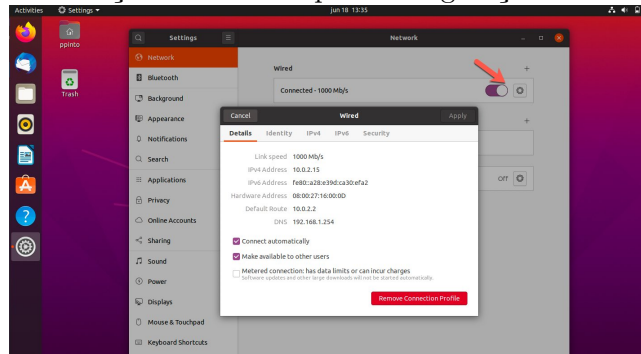 Activities
Settings
jun 18 13:35
ppinto
Trash
Settings
Network
Network
Bluetooth
Background
Appearance
Notifications
Search
Applications
Privacy
Online Accounts
Sharing
Sound
Power
Displays
Mouse & Touchpad
Keyboard Shortcuts
Wired
Connected - 1000 Mb/s
off
Cancel
Wired
Apply
Details Identity IPv4 IPv6 Security
Link speed 1000 Mb/s
IPv4 Address 10.0.2.15
IPv6 Address fe80::a28:e39d:ca30:efa2
Hardware Address 08:00:27:16:00:0D
Default Route 10.0.2.2
DNS 192.168.1.254
Connect automatically
Make available to other users
Metered connection: has data limits or can incur charges
Software updates and other large downloads will not be started automatically.
Remove Connection Profile